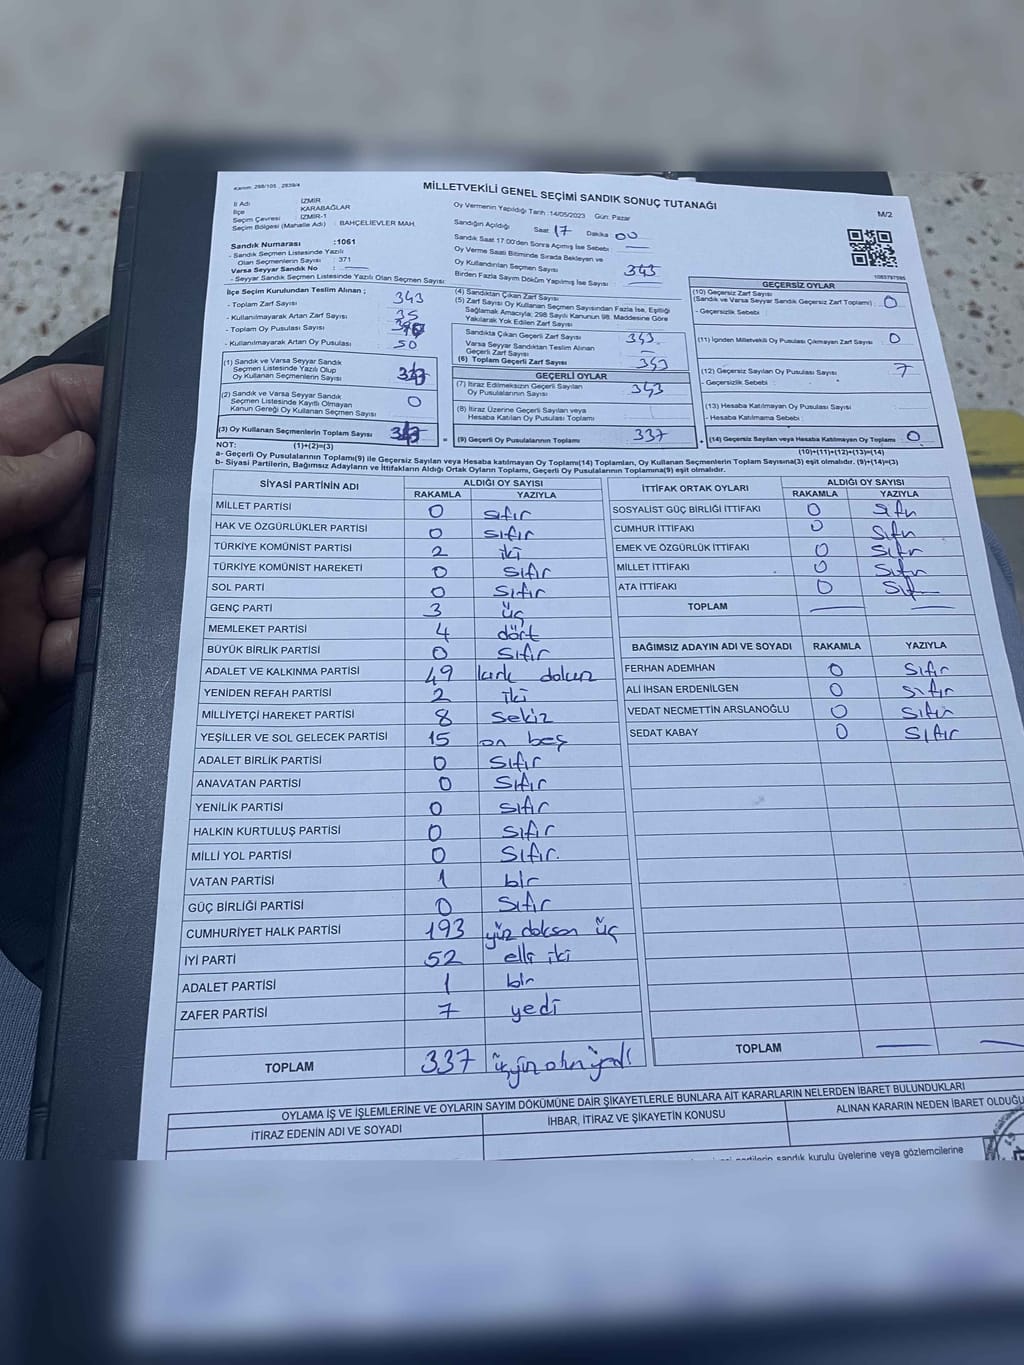 Kanun: 298/105 , 2839/4
MİLLETVEKİLİ GENEL SEÇİMİ SANDIK SONUÇ TUTANAĞI
M/2
İl Adı : İZMİR
İlçe : KARABAĞLAR
Seçim Çevresi : İZMİR-1
Seçim Bölgesi (Mahalle Adı) : BAHÇELİEVLER MAH.
Sandık Numarası :1061
- Sandık Seçmen Listesinde Yazılı
Olan Seçmenlerin Sayısı : 371
Varsa Seyyar Sandık No :
- Seyyar Sandık Seçmen Listesinde Yazılı Olan Seçmen Sayısı:
Oy Vermenin Yapıldığı Tarih :14/05/2023 Gün: Pazar
Sandığın Açıldığı Saat 17 Dakika 00
Sandık Saat 17.00'den Sonra Açılmış İse Sebebi :
Oy Verme Saati Bitiminde Sırada Bekleyen ve
Oy Kullandırılan Seçmen Sayısı 343
Birden Fazla Sayım Döküm Yapılmış İse Sayısı :
İlçe Seçim Kurulundan Teslim Alınan ;
- Toplam Zarf Sayısı 343
- Kullanılmayarak Artan Zarf Sayısı : 35
- Toplam Oy Pusulası Sayısı
- Kullanılmayarak Artan Oy Pusulası 50
(1) Sandık ve Varsa Seyyar Sandık
Seçmen Listesinde Yazılı Olup
Oy Kullanan Seçmenlerin Sayısı
(2) Sandık ve Varsa Seyyar Sandık
Seçmen Listesinde Kayıtlı Olmayan
Kanun Gereği Oy Kullanan Seçmen Sayısı 0
(3) Oy Kullanan Seçmenlerin Toplam Sayısı
(4) Sandıktan Çıkan Zarf Sayısı
(5) Zarf Sayısı Oy Kullanan Seçmen Sayısından Fazla İse, Eşitliği
Sağlamak Amacıyla; 298 Sayılı Kanunun 98. Maddesine Göre
Yakılarak Yok Edilen Zarf Sayısı :
Sandıkta Çıkan Geçerli Zarf Sayısı 343
Varsa Seyyar Sandıktan Teslim Alınan
Geçerli Zarf Sayısı
(6) Toplam Geçerli Zarf Sayısı 343
GEÇERLİ OYLAR
(7) İtiraz Edilmeksizin Geçerli Sayılan
Oy Pusulalarının Sayısı 343
(8) İtiraz Üzerine Geçerli Sayılan veya
Hesaba Katılan Oy Pusulası Toplamı
= (9) Geçerli Oy Pusulalarının Toplamı 337
GEÇERSİZ OYLAR
(10) Geçersiz Zarf Sayısı
(Sandık ve Varsa Seyyar Sandık Geçersiz Zarf Toplamı) : 0
- Geçersizlik Sebebi
(11) İçinden Milletvekili Oy Pusulası Çıkmayan Zarf Sayısı : 0
(12) Geçersiz Sayılan Oy Pusulası Sayısı : 7
- Geçersizlik Sebebi
(13) Hesaba Katılmayan Oy Pusulası Sayısı :
- Hesaba Katılmama Sebebi
+ (14) Geçersiz Sayılan veya Hesaba Katılmayan Oy Toplamı 0
NOT: (1)+(2)=(3)
(10)+(11)+(12)+(13)=(14)
a- Geçerli Oy Pusulalarının Toplamı(9) ile Geçersiz Sayılan veya Hesaba katılmayan Oy Toplamı(14) Toplamları, Oy Kullanan Seçmenlerin Toplam Sayısına(3) eşit olmalıdır. (9)+(14)=(3)
b- Siyasi Partilerin, Bağımsız Adayların ve İttifakların Aldığı Ortak Oyların Toplamı, Geçerli Oy Pusulalarının Toplamına(9) eşit olmalıdır.
SİYASİ PARTİNİN ADI ALDIĞI OY SAYISI
RAKAMLA YAZIYLA
MİLLET PARTİSİ 0 sıfır
HAK VE ÖZGÜRLÜKLER PARTİSİ 0 sıfır
TÜRKİYE KOMÜNİST PARTİSİ 2 iki
TÜRKİYE KOMÜNİST HAREKETİ 0 sıfır
SOL PARTİ 0 sıfır
GENÇ PARTİ 3 üç
MEMLEKET PARTİSİ 4 dört
BÜYÜK BİRLİK PARTİSİ 0 sıfır
ADALET VE KALKINMA PARTİSİ 49 kırk dokuz
YENİDEN REFAH PARTİSİ 2 iki
MİLLİYETÇİ HAREKET PARTİSİ 8 sekiz
YEŞİLLER VE SOL GELECEK PARTİSİ 15 on beş
ADALET BİRLİK PARTİSİ 0 sıfır
ANAVATAN PARTİSİ 0 sıfır
YENİLİK PARTİSİ 0 sıfır
HALKIN KURTULUŞ PARTİSİ 0 sıfır
MİLLİ YOL PARTİSİ 0 sıfır.
VATAN PARTİSİ 1 bir
GÜÇ BİRLİĞİ PARTİSİ 0 sıfır
CUMHURİYET HALK PARTİSİ 193 yüz doksan üç
İYİ PARTİ 52 elli iki
ADALET PARTİSİ 1 bir
ZAFER PARTİSİ 7 yedi
TOPLAM 337
İTTİFAK ORTAK OYLARI ALDIĞI OY SAYISI
RAKAMLA YAZIYLA
SOSYALİST GÜÇ BİRLİĞİ İTTİFAKI 0 sıfır
CUMHUR İTTİFAKI 0 sıfır
EMEK VE ÖZGÜRLÜK İTTİFAKI 0 sıfır
MİLLET İTTİFAKI 0 sıfır
ATA İTTİFAKI 0 sıfır
TOPLAM
BAĞIMSIZ ADAYIN ADI VE SOYADI RAKAMLA YAZIYLA
FERHAN ADEMHAN 0 sıfır
ALİ İHSAN ERDENİLGEN 0 sıfır
VEDAT NECMETTİN ARSLANOĞLU 0 sıfır
SEDAT KABAY 0 sıfır
TOPLAM
OYLAMA İŞ VE İŞLEMLERİNE VE OYLARIN SAYIM DÖKÜMÜNE DAİR ŞİKAYETLERLE BUNLARA AİT KARARLARIN NELERDEN İBARET BULUNDUKLARI
İTİRAZ EDENİN ADI VE SOYADI İHBAR, İTİRAZ VE ŞİKAYETİN KONUSU ALINAN KARARIN NEDEN İBARET OLDUĞU
partilerin sandık kurulu üyelerine veya gözlemcilerine